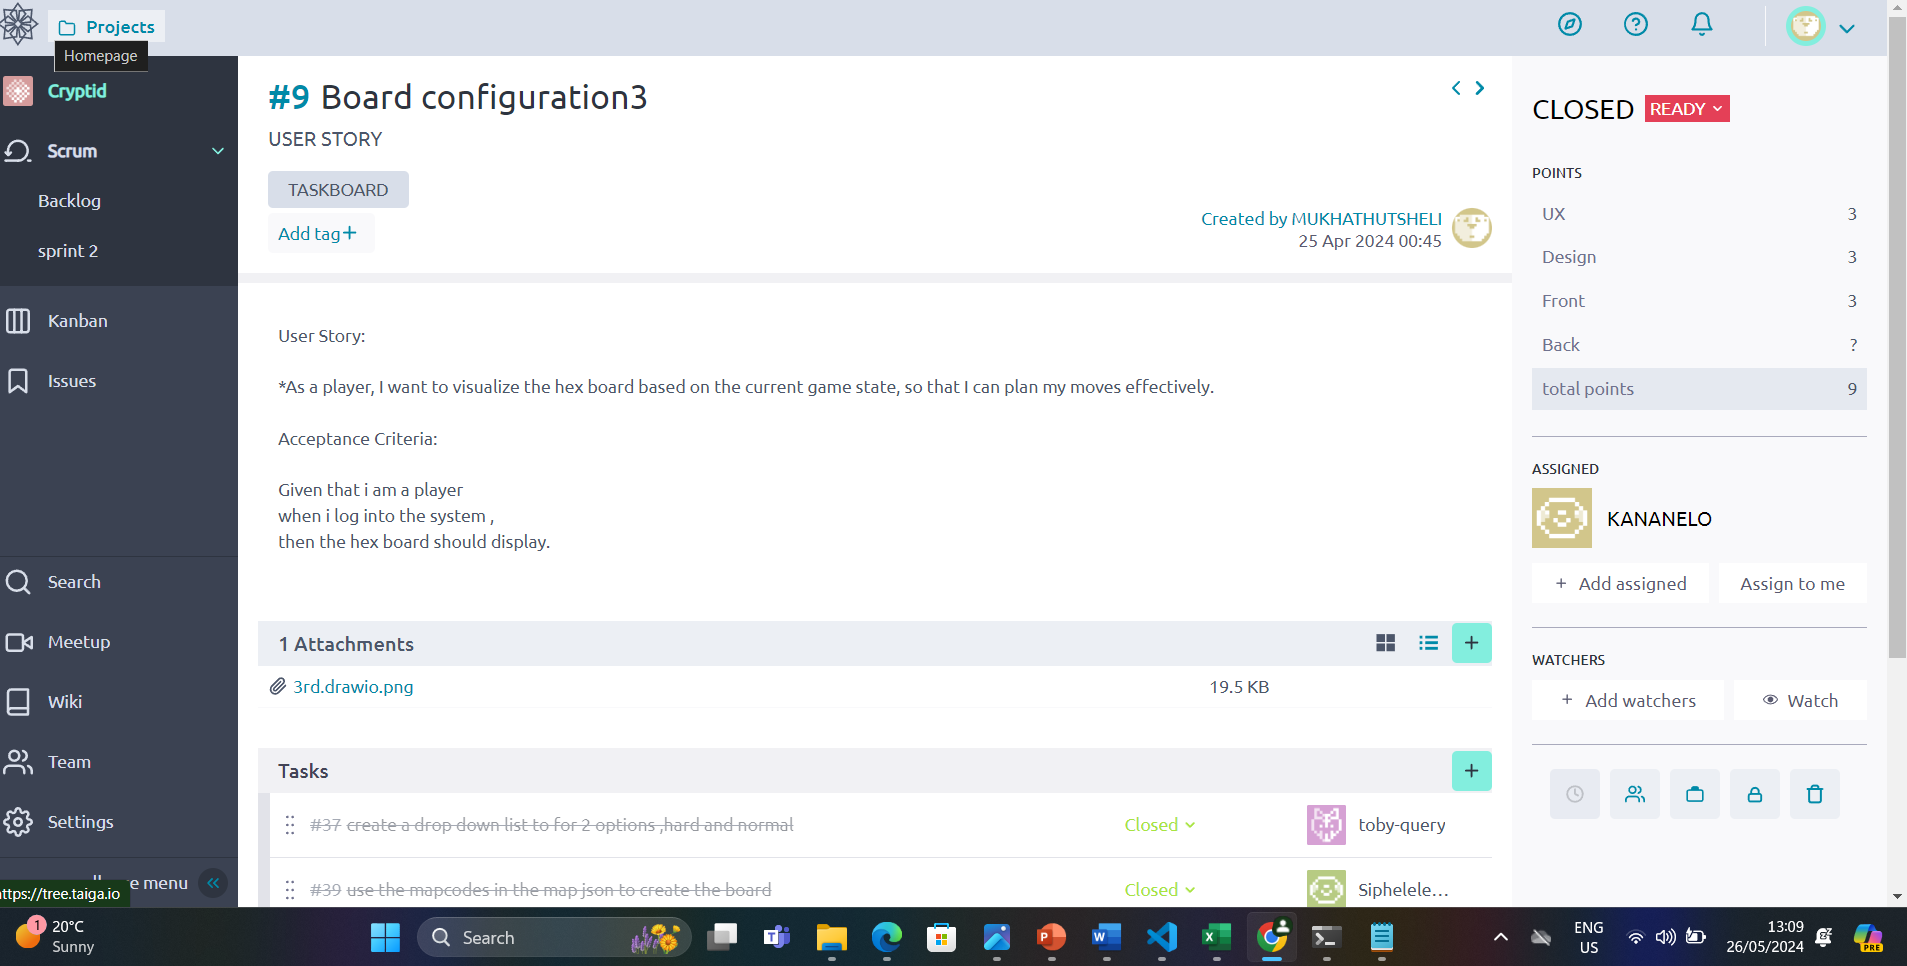 Projects
Homepage
Cryptid
Scrum
Backlog
sprint 2
Kanban
Issues
Search
Meetup
Wiki
Team
Settings
menu
https://tree.taiga.io
#9 Board configuration3
USER STORY
TASKBOARD
Add tag+
Created by MUKHATHUTSHELI
25 Apr 2024 00:45
User Story:
*As a player, I want to visualize the hex board based on the current game state, so that I can plan my moves effectively.
Acceptance Criteria:
Given that i am a player
when i log into the system ,
then the hex board should display.
1 Attachments
3rd.drawio.png 19.5 KB
Tasks
#37 create a drop down list to for 2 options ,hard and normal Closed toby-query
#39 use the mapcodes in the map json to create the board Closed Siphelele...
CLOSED READY
POINTS
UX 3
Design 3
Front 3
Back ?
total points 9
ASSIGNED
KANANELO
+ Add assigned Assign to me
WATCHERS
+ Add watchers Watch
1 20°C
Sunny
Search
ENG
US
13:09
26/05/2024
PRE